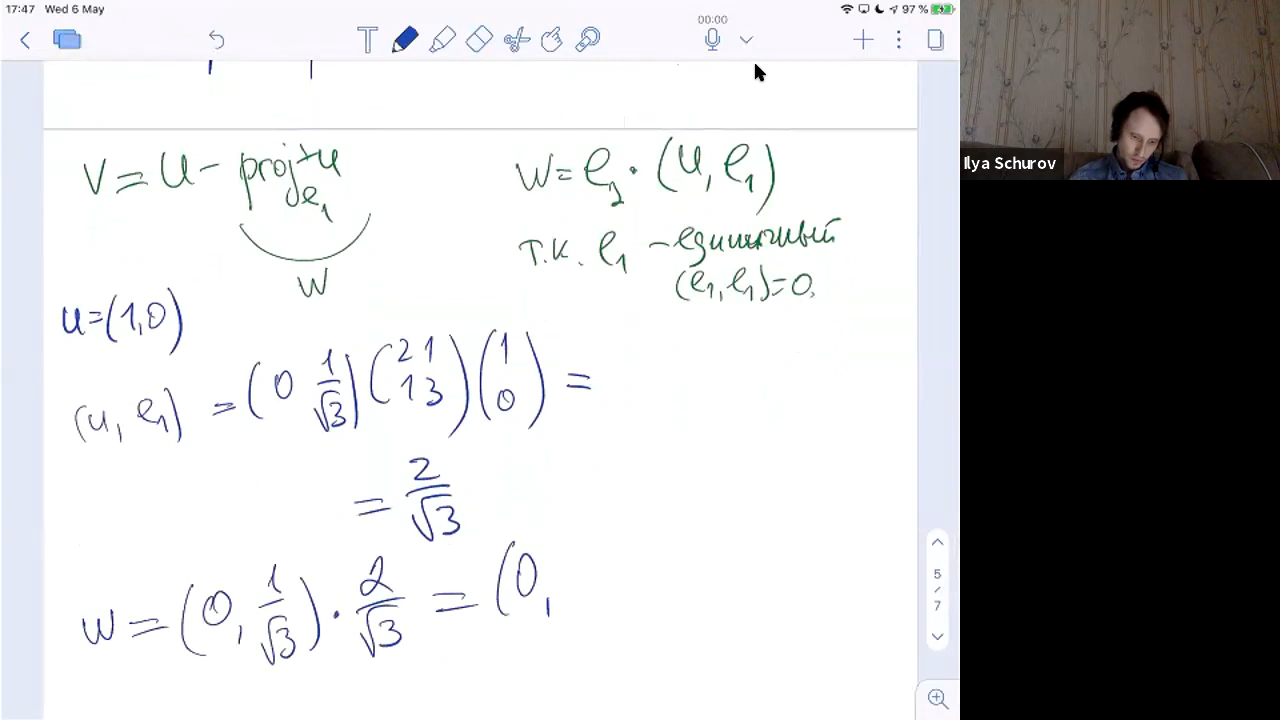 17:47 Wed 6 May
97 %
00:00
V = u - proj_{e_1} u
W
W = e_1 · (u, e_1)
т.к. e_1 - единичный
(e_1, e_1) = 0,
u = (1,0)
(u, e_1) = (0 1/√3) (2 1 1 3) (1 0) =
= 2/√3
w = (0, 1/√3) · 2/√3 = (0,
5
/
7
Ilya Schurov